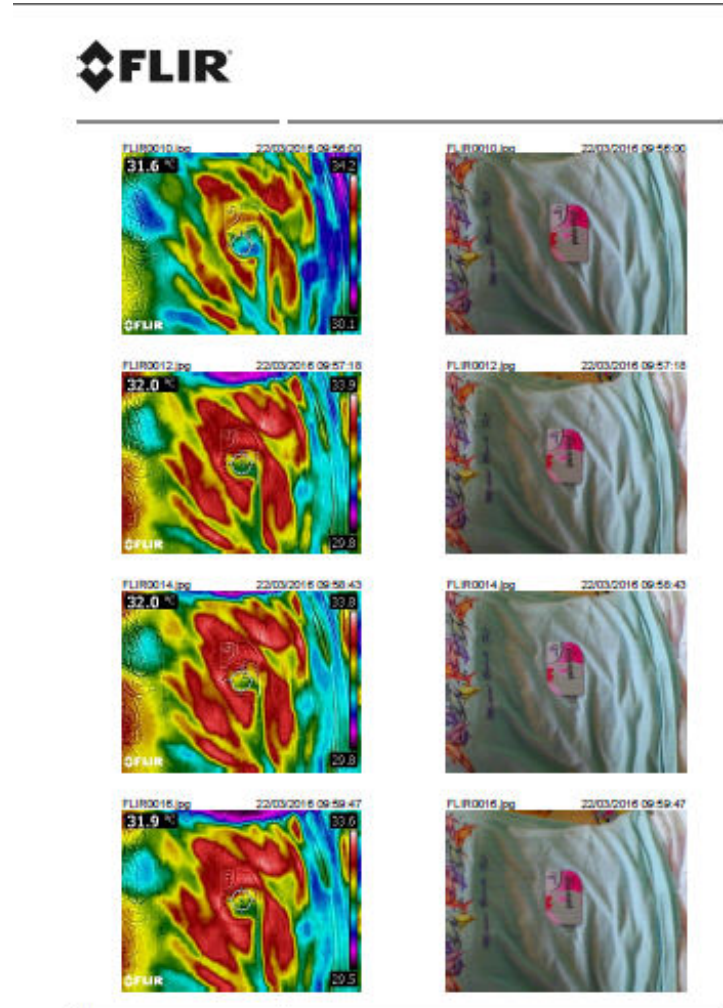 FLIR
FLIR0010.jpg 22/03/2016 09:56:00
FLIR0010.jpg 22/03/2016 09:56:00
31.6 °C
34.2
30.1
FLIR
FLIR0012.jpg 22/03/2016 09:57:18
FLIR0012.jpg 22/03/2016 09:57:18
32.0 °C
33.9
29.8
FLIR
FLIR0014.jpg 22/03/2016 09:58:43
FLIR0014.jpg 22/03/2016 09:58:43
32.0 °C
33.8
29.8
FLIR
FLIR0016.jpg 22/03/2016 09:59:47
FLIR0016.jpg 22/03/2016 09:59:47
31.9 °C
33.6
29.5
FLIR